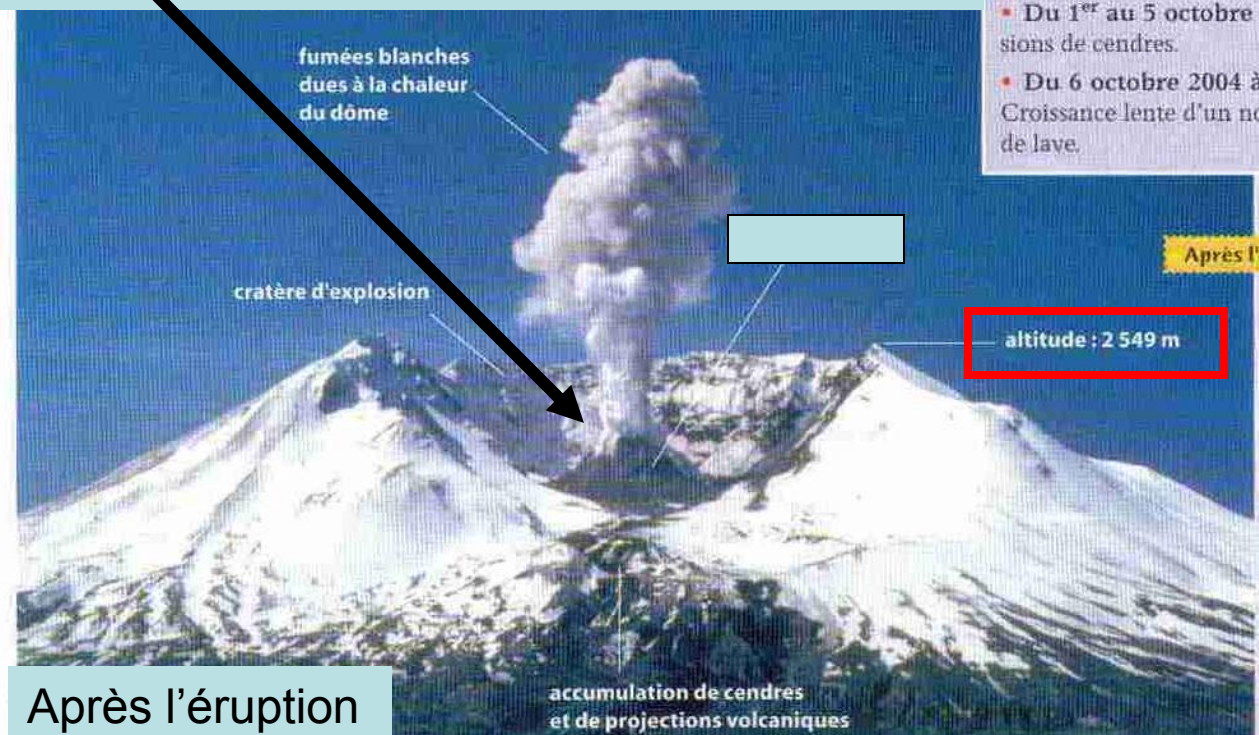 • Du 1er au 5 octobre
sions de cendres.
• Du 6 octobre 2004 à
Croissance lente d'un
de lave.
fumées blanches
dues à la chaleur
du dôme
Après l'
cratère d'explosion
altitude : 2 549 m
Après l’éruption
accumulation de cendres
et de projections volcaniques